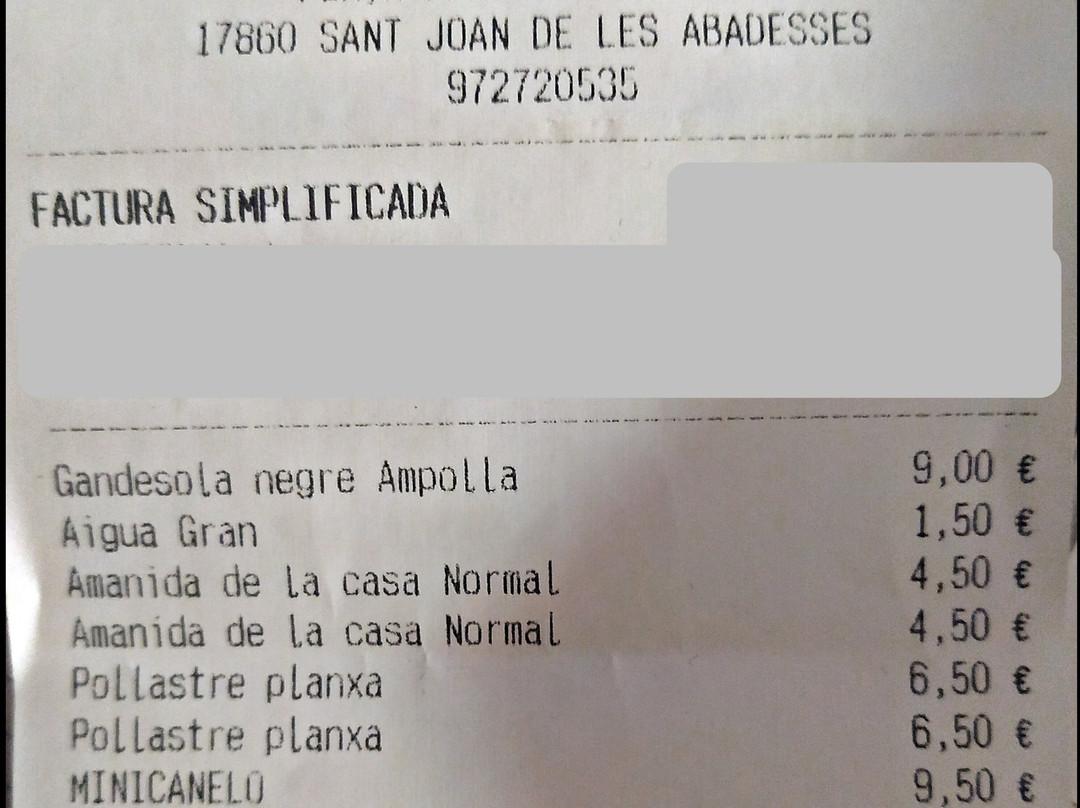 17860 SANT JOAN DE LES ABADESSES
972720535
FACTURA SIMPLIFICADA
Gandesola negre Ampolla 9,00 €
Aigua Gran 1,50 €
Amanida de la casa Normal 4,50 €
Amanida de la casa Normal 4,50 €
Pollastre planxa 6,50 €
Pollastre planxa 6,50 €
MINICANELO 9,50 €